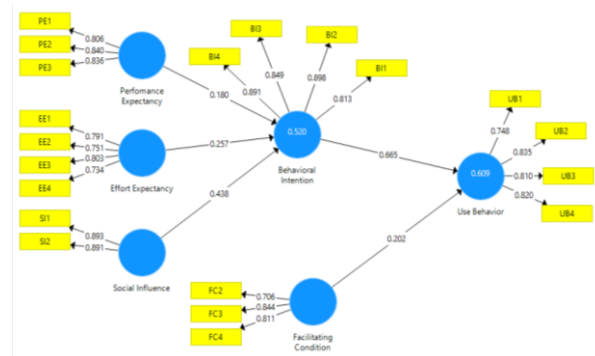 PE1
0.806
PE2
0.840
PE3
0.836
Perfomance
Expectancy
0.180
EE1
0.791
EE2
0.751
EE3
0.803
EE4
0.734
Effort Expectancy
0.257
SI1
0.893
SI2
0.891
Social Influence
0.438
BI4
0.891
BI3
0.849
BI2
0.898
BI1
0.813
0.520
Behavioral
Intention
0.665
UB1
0.748
UB2
0.835
UB3
0.810
UB4
0.820
0.609
Use Behavior
0.202
FC2
0.706
FC3
0.844
FC4
0.811
Facilitating
Condition